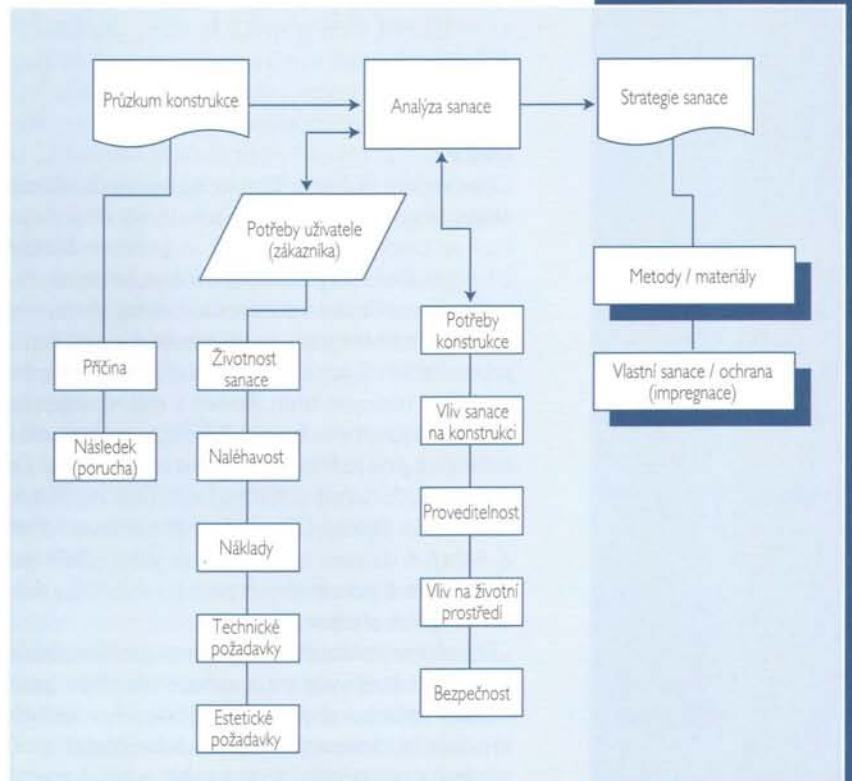 Průzkum konstrukce
Analýza sanace
Strategie sanace
Potřeby uživatele
(zákazníka)
Metody / materiály
Potřeby
konstrukce
Příčina
Životnost
sanace
Vlastní sanace / ochrana
(impregnace)
Vliv sanace
na konstrukci
Následek
(porucha)
Naléhavost
Proveditelnost
Náklady
Vliv na životní
prostředí
Technické
požadavky
Bezpečnost
Estetické
požadavky